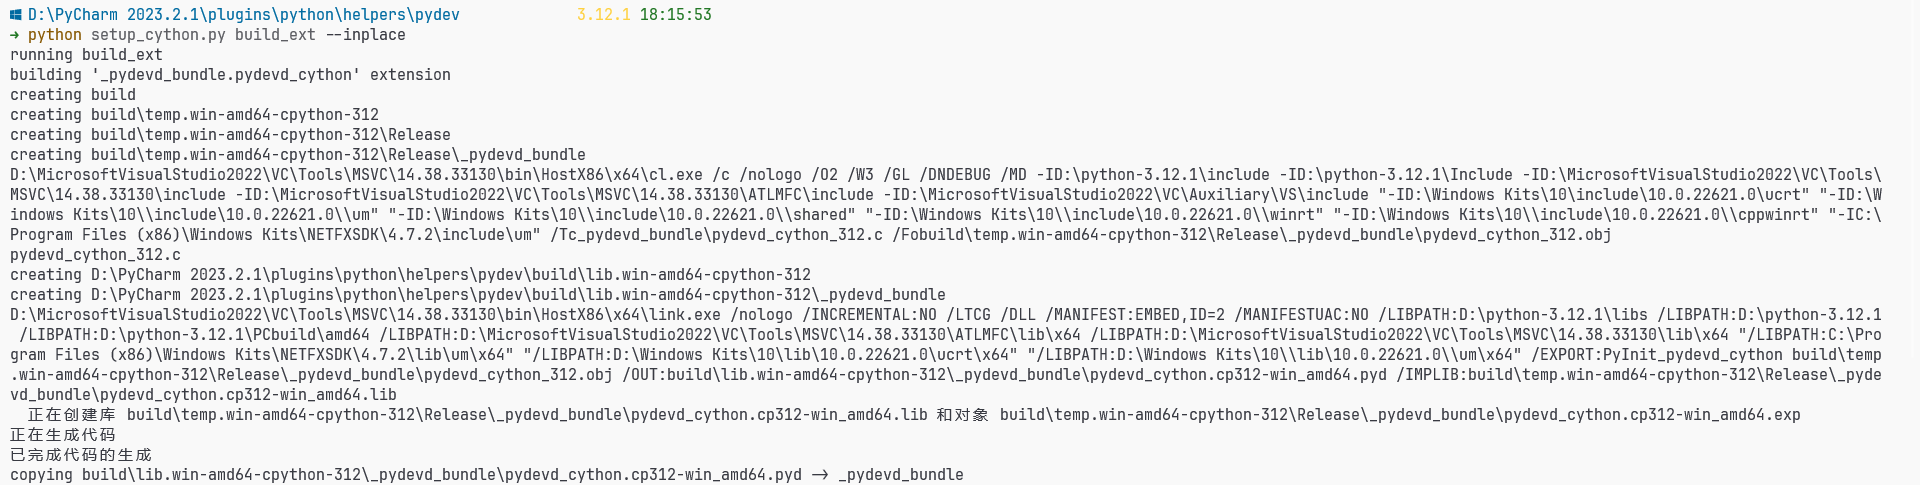 D:\PyCharm 2023.2.1\plugins\python\helpers\pydev 3.12.1 18:15:53
➜ python setup_cython.py build_ext --inplace
running build_ext
building '_pydevd_bundle.pydevd_cython' extension
creating build
creating build\temp.win-amd64-cpython-312
creating build\temp.win-amd64-cpython-312\Release
creating build\temp.win-amd64-cpython-312\Release\_pydevd_bundle
D:\MicrosoftVisualStudio2022\VC\Tools\MSVC\14.38.33130\bin\HostX86\x64\cl.exe /c /nologo /O2 /W3 /GL /DNDEBUG /MD -ID:\python-3.12.1\include -ID:\python-3.12.1\Include -ID:\MicrosoftVisualStudio2022\VC\Tools\
MSVC\14.38.33130\include -ID:\MicrosoftVisualStudio2022\VC\Tools\MSVC\14.38.33130\ATLMFC\include -ID:\MicrosoftVisualStudio2022\VC\Auxiliary\VS\include "-ID:\Windows Kits\10\include\10.0.22621.0\ucrt" "-ID:\W
indows Kits\10\\include\10.0.22621.0\\um" "-ID:\Windows Kits\10\\include\10.0.22621.0\\shared" "-ID:\Windows Kits\10\\include\10.0.22621.0\\winrt" "-ID:\Windows Kits\10\\include\10.0.22621.0\\cppwinrt" "-IC:\
Program Files (x86)\Windows Kits\NETFXSDK\4.7.2\include\um" /Tc_pydevd_bundle\pydevd_cython_312.c /Fobuild\temp.win-amd64-cpython-312\Release\_pydevd_bundle\pydevd_cython_312.obj
pydevd_cython_312.c
creating D:\PyCharm 2023.2.1\plugins\python\helpers\pydev\build\lib.win-amd64-cpython-312
creating D:\PyCharm 2023.2.1\plugins\python\helpers\pydev\build\lib.win-amd64-cpython-312\_pydevd_bundle
D:\MicrosoftVisualStudio2022\VC\Tools\MSVC\14.38.33130\bin\HostX86\x64\link.exe /nologo /INCREMENTAL:NO /LTCG /DLL /MANIFEST:EMBED,ID=2 /MANIFESTUAC:NO /LIBPATH:D:\python-3.12.1\libs /LIBPATH:D:\python-3.12.1
/LIBPATH:D:\python-3.12.1\PCbuild\amd64 /LIBPATH:D:\MicrosoftVisualStudio2022\VC\Tools\MSVC\14.38.33130\ATLMFC\lib\x64 /LIBPATH:D:\MicrosoftVisualStudio2022\VC\Tools\MSVC\14.38.33130\lib\x64 "/LIBPATH:C:\Pro
gram Files (x86)\Windows Kits\NETFXSDK\4.7.2\lib\um\x64" "/LIBPATH:D:\Windows Kits\10\lib\10.0.22621.0\ucrt\x64" "/LIBPATH:D:\Windows Kits\10\\lib\10.0.22621.0\\um\x64" /EXPORT:PyInit_pydevd_cython build\temp
.win-amd64-cpython-312\Release\_pydevd_bundle\pydevd_cython_312.obj /OUT:build\lib.win-amd64-cpython-312\_pydevd_bundle\pydevd_cython.cp312-win_amd64.pyd /IMPLIB:build\temp.win-amd64-cpython-312\Release\_pyde
vd_bundle\pydevd_cython.cp312-win_amd64.lib
正在创建库 build\temp.win-amd64-cpython-312\Release\_pydevd_bundle\pydevd_cython.cp312-win_amd64.lib 和对象 build\temp.win-amd64-cpython-312\Release\_pydevd_bundle\pydevd_cython.cp312-win_amd64.exp
正在生成代码
已完成代码的生成
copying build\lib.win-amd64-cpython-312\_pydevd_bundle\pydevd_cython.cp312-win_amd64.pyd -> _pydevd_bundle